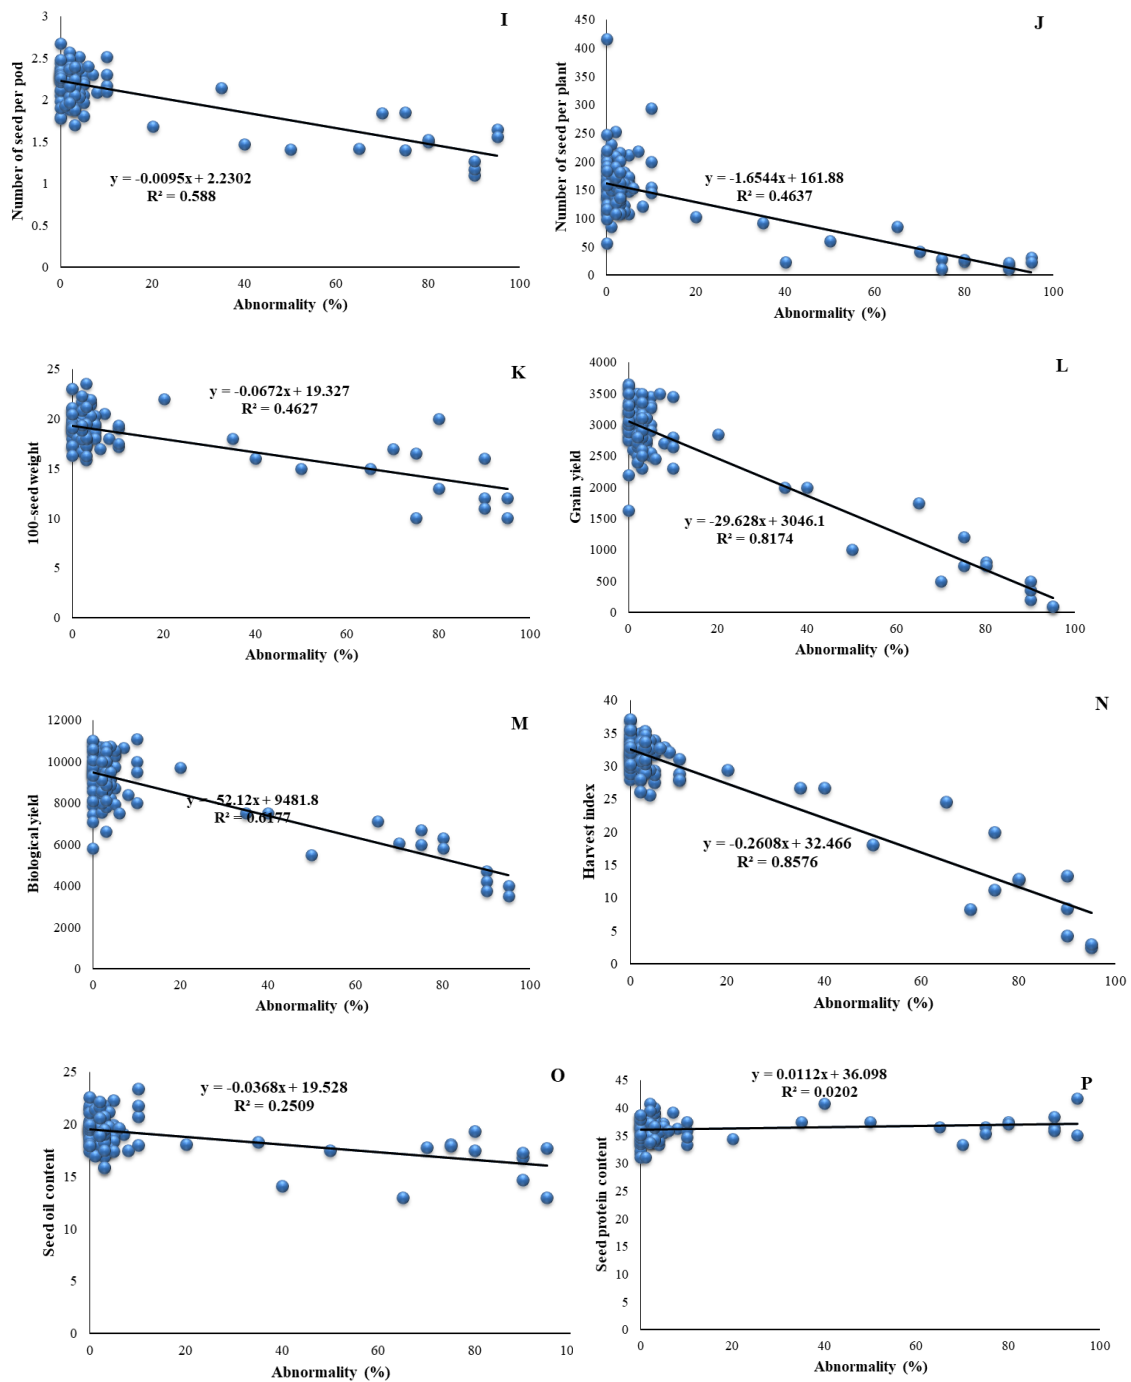 I
3
2.5
2
1.5
1
0.5
0
Number of seed per pod
y = -0.0095x + 2.2302
R² = 0.588
0 20 40 60 80 100
Abnormality (%)
J
450
400
350
300
250
200
150
100
50
0
Number of seed per plant
y = -1.6544x + 161.88
R² = 0.4637
0 20 40 60 80 100
Abnormality (%)
K
25
20
15
10
5
0
100-seed weight
y = -0.0672x + 19.327
R² = 0.4627
0 20 40 60 80 100
Abnormality (%)
L
4000
3500
3000
2500
2000
1500
1000
500
0
Grain yield
y = -29.628x + 3046.1
R² = 0.8174
0 20 40 60 80 100
Abnormality (%)
M
12000
10000
8000
6000
4000
2000
0
Biological yield
y = -52.12x + 9481.8
R² = 0.6177
0 20 40 60 80 100
Abnormality (%)
N
40
35
30
25
20
15
10
5
0
Harvest index
y = -0.2608x + 32.466
R² = 0.8576
0 20 40 60 80 100
Abnormality (%)
O
25
20
15
10
5
0
Seed oil content
y = -0.0368x + 19.528
R² = 0.2509
0 20 40 60 80 10
Abnormality (%)
P
45
40
35
30
25
20
15
10
5
0
Seed protein content
y = 0.0112x + 36.098
R² = 0.0202
0 20 40 60 80 100
Abnormality (%)